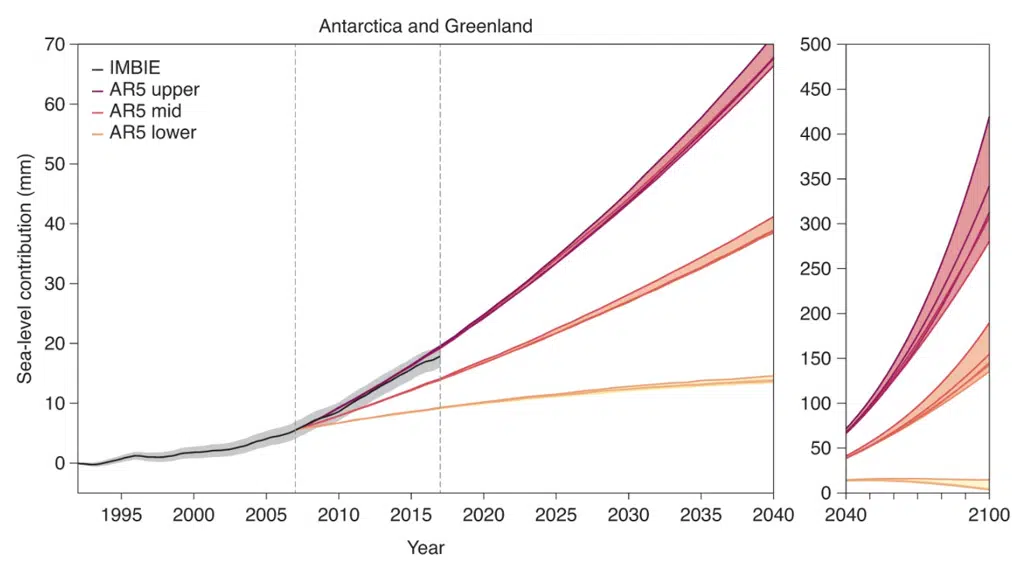 Antarctica and Greenland
Sea-level contribution (mm)
70
60
50
40
30
20
10
0
IMBIE
AR5 upper
AR5 mid
AR5 lower
1995 2000 2005 2010 2015 2020 2025 2030 2035 2040
Year
500
450
400
350
300
250
200
150
100
50
0
2040 2100